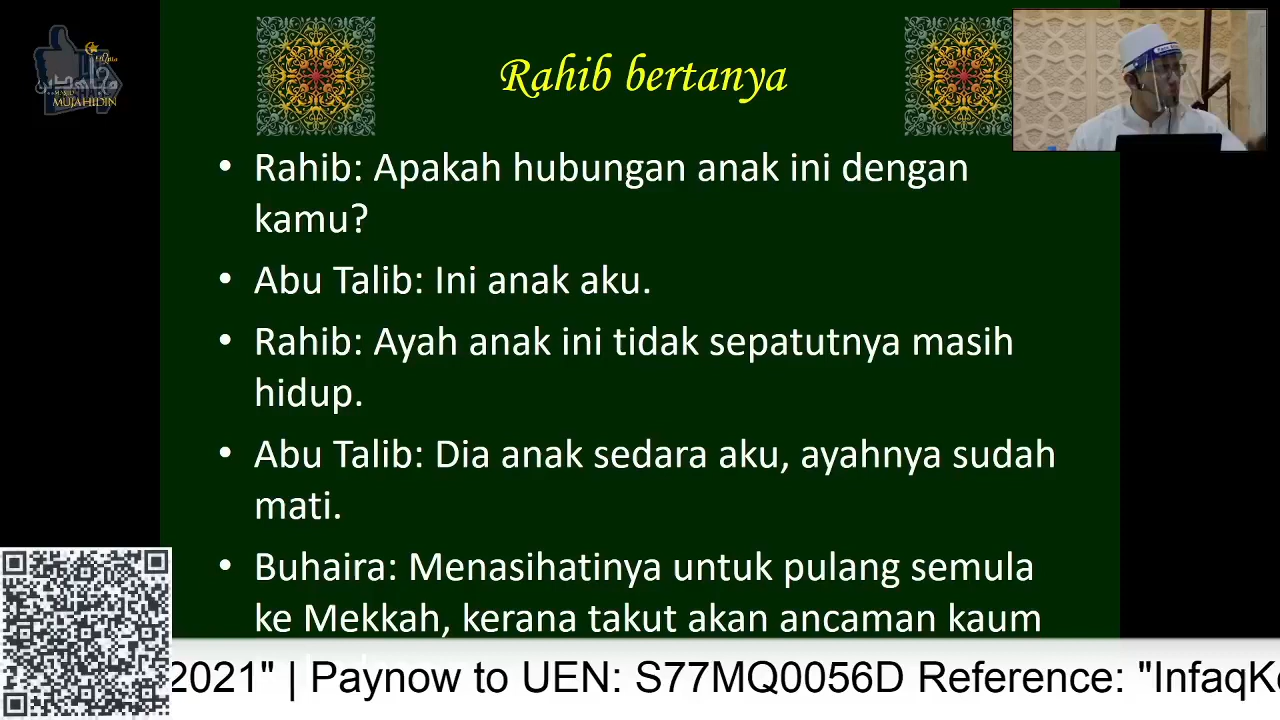 Rahib bertanya
• Rahib: Apakah hubungan anak ini dengan
kamu?
• Abu Talib: Ini anak aku.
• Rahib: Ayah anak ini tidak sepatutnya masih
hidup.
• Abu Talib: Dia anak sedara aku, ayahnya sudah
mati.
• Buhaira: Menasihatinya untuk pulang semula
ke Mekkah, kerana takut akan ancaman kaum
2021" | Paynow to UEN: S77MQ0056D Reference: "InfaqK
MASJID
MUJAHIDIN